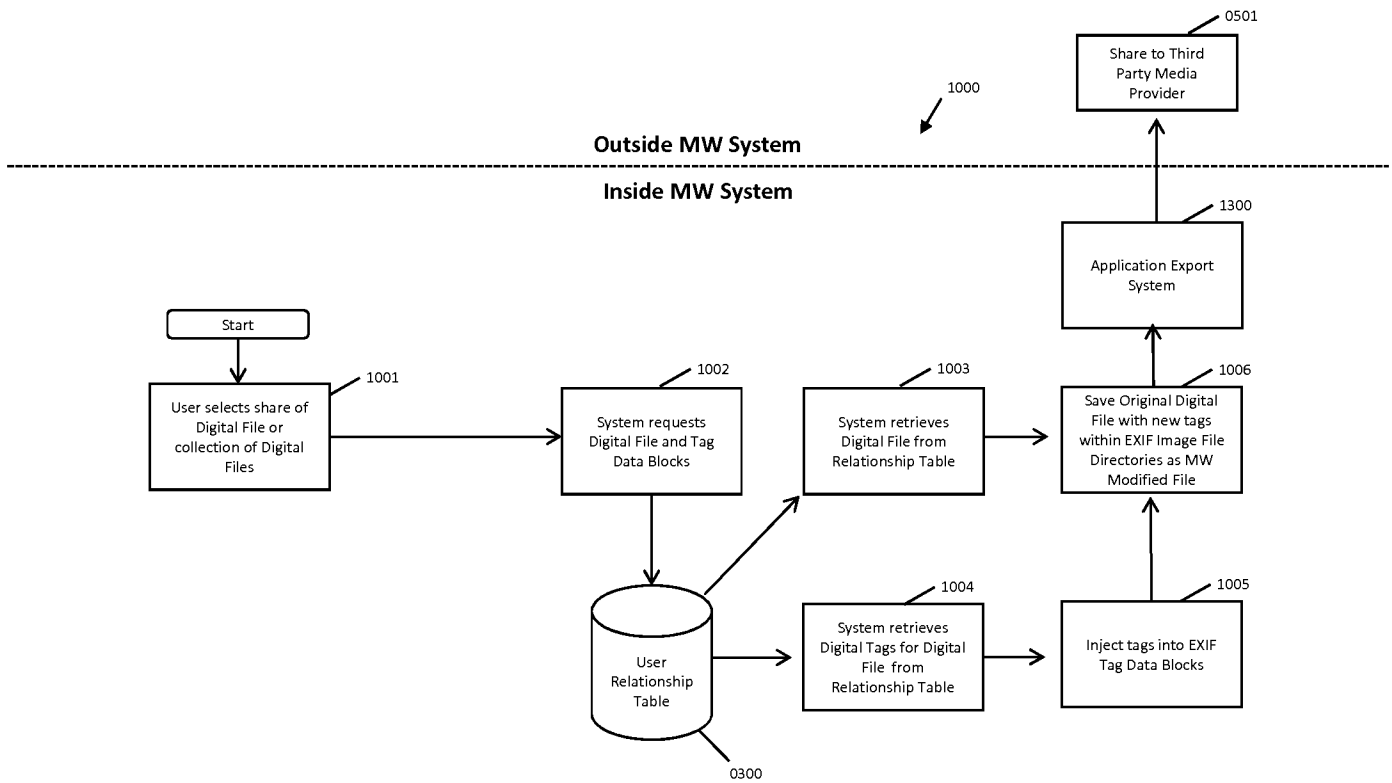 0501
Share to Third
Party Media
Provider
1000
Outside MW System
Inside MW System
1300
Application Export
System
Start
1001
User selects share of
Digital File or
collection of Digital
Files
1002
System requests
Digital File and Tag
Data Blocks
1003
System retrieves
Digital File from
Relationship Table
1006
Save Original Digital
File with new tags
within EXIF Image File
Directories as MW
Modified File
User
Relationship
Table
0300
1004
System retrieves
Digital Tags for Digital
File from
Relationship Table
1005
Inject tags into EXIF
Tag Data Blocks